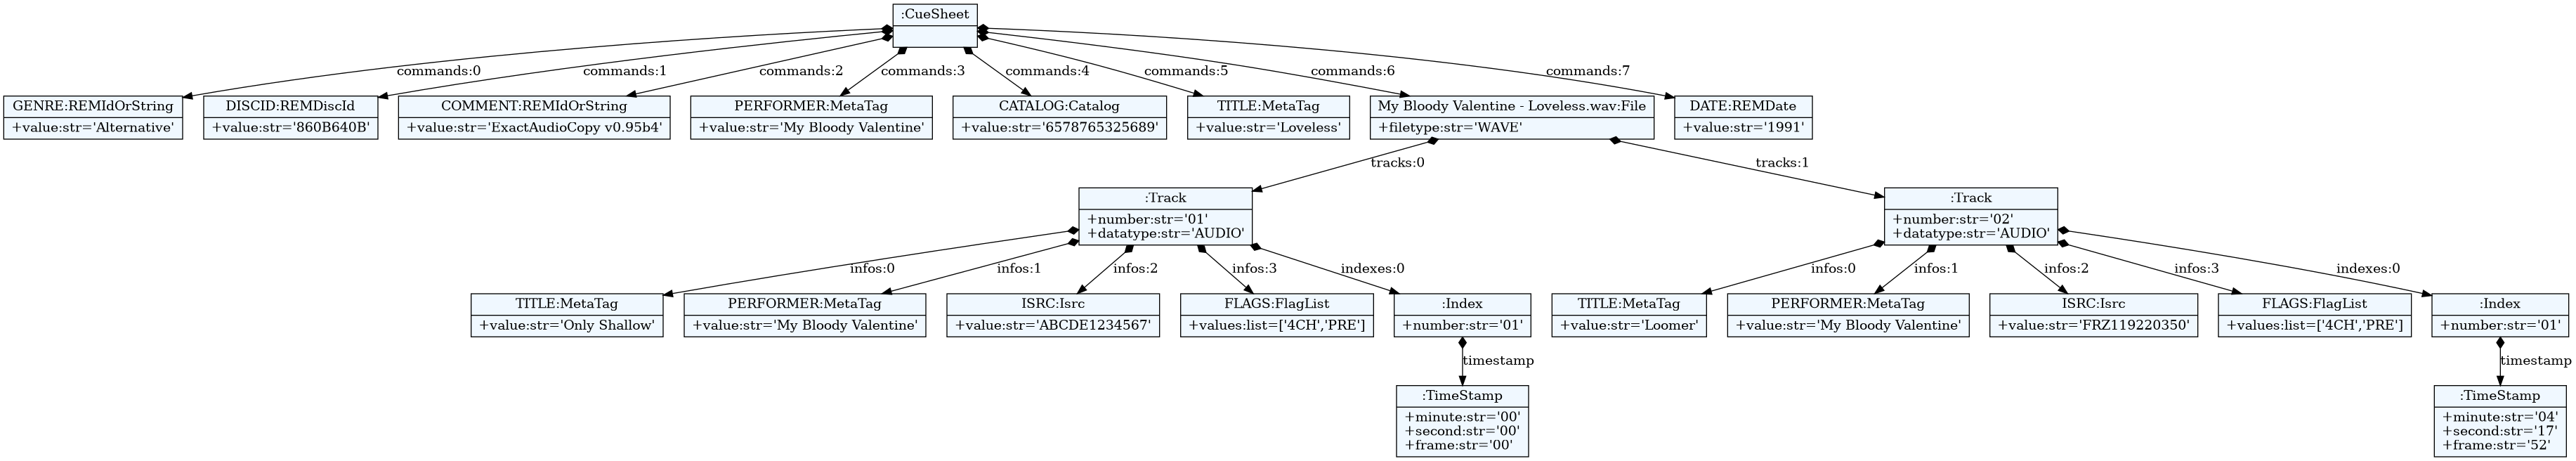 :CueSheet
commands:0
commands:1
commands:2
commands:3
commands:4
commands:5
commands:6
commands:7
GENRE:REMIdOrString
+value:str='Alternative'
DISCID:REMDiscId
+value:str='860B640B'
COMMENT:REMIdOrString
+value:str='ExactAudioCopy v0.95b4'
PERFORMER:MetaTag
+value:str='My Bloody Valentine'
CATALOG:Catalog
+value:str='6578765325689'
TITLE:MetaTag
+value:str='Loveless'
My Bloody Valentine - Loveless.wav:File
+filetype:str='WAVE'
DATE:REMDate
+value:str='1991'
tracks:0
tracks:1
:Track
+number:str='01'
+datatype:str='AUDIO'
:Track
+number:str='02'
+datatype:str='AUDIO'
infos:0
infos:1
infos:2
infos:3
indexes:0
infos:0
infos:1
infos:2
infos:3
indexes:0
TITLE:MetaTag
+value:str='Only Shallow'
PERFORMER:MetaTag
+value:str='My Bloody Valentine'
ISRC:Isrc
+value:str='ABCDE1234567'
FLAGS:FlagList
+values:list=['4CH','PRE']
:Index
+number:str='01'
TITLE:MetaTag
+value:str='Loomer'
PERFORMER:MetaTag
+value:str='My Bloody Valentine'
ISRC:Isrc
+value:str='FRZ119220350'
FLAGS:FlagList
+values:list=['4CH','PRE']
:Index
+number:str='01'
timestamp
timestamp
:TimeStamp
+minute:str='00'
+second:str='00'
+frame:str='00'
:TimeStamp
+minute:str='04'
+second:str='17'
+frame:str='52'